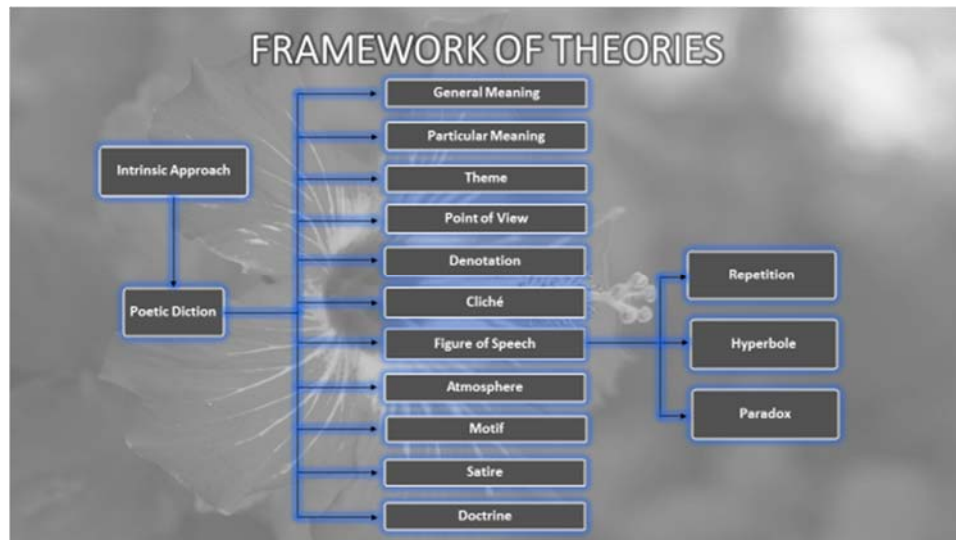 FRAMEWORK OF THEORIES
Intrinsic Approach
Poetic Diction
General Meaning
Particular Meaning
Theme
Point of View
Denotation
Cliché
Figure of Speech
Atmosphere
Motif
Satire
Doctrine
Repetition
Hyperbole
Paradox